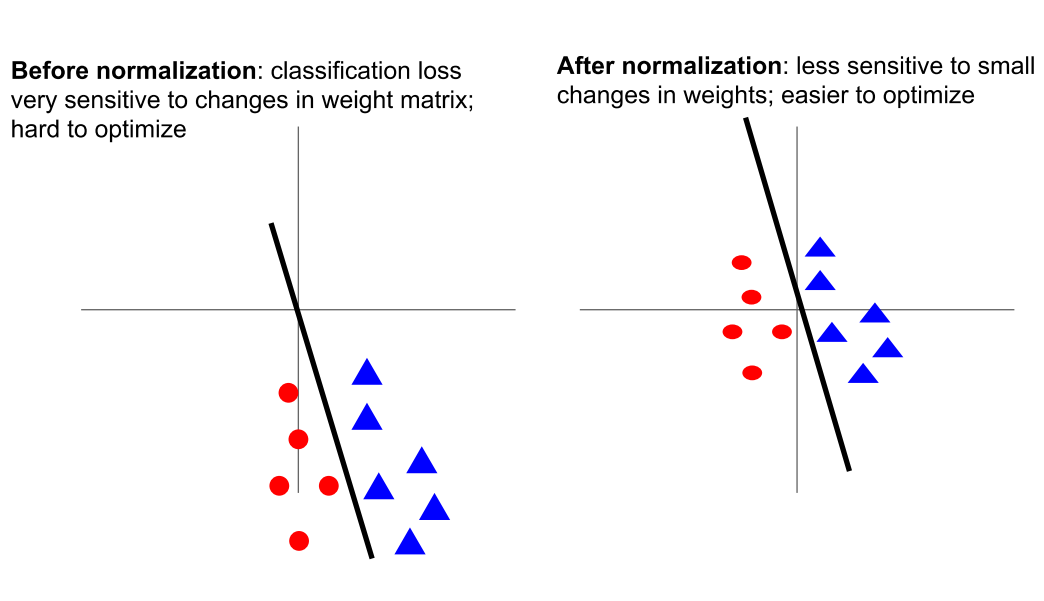 Before normalization: classification loss
very sensitive to changes in weight matrix;
hard to optimize
After normalization: less sensitive to small
changes in weights; easier to optimize